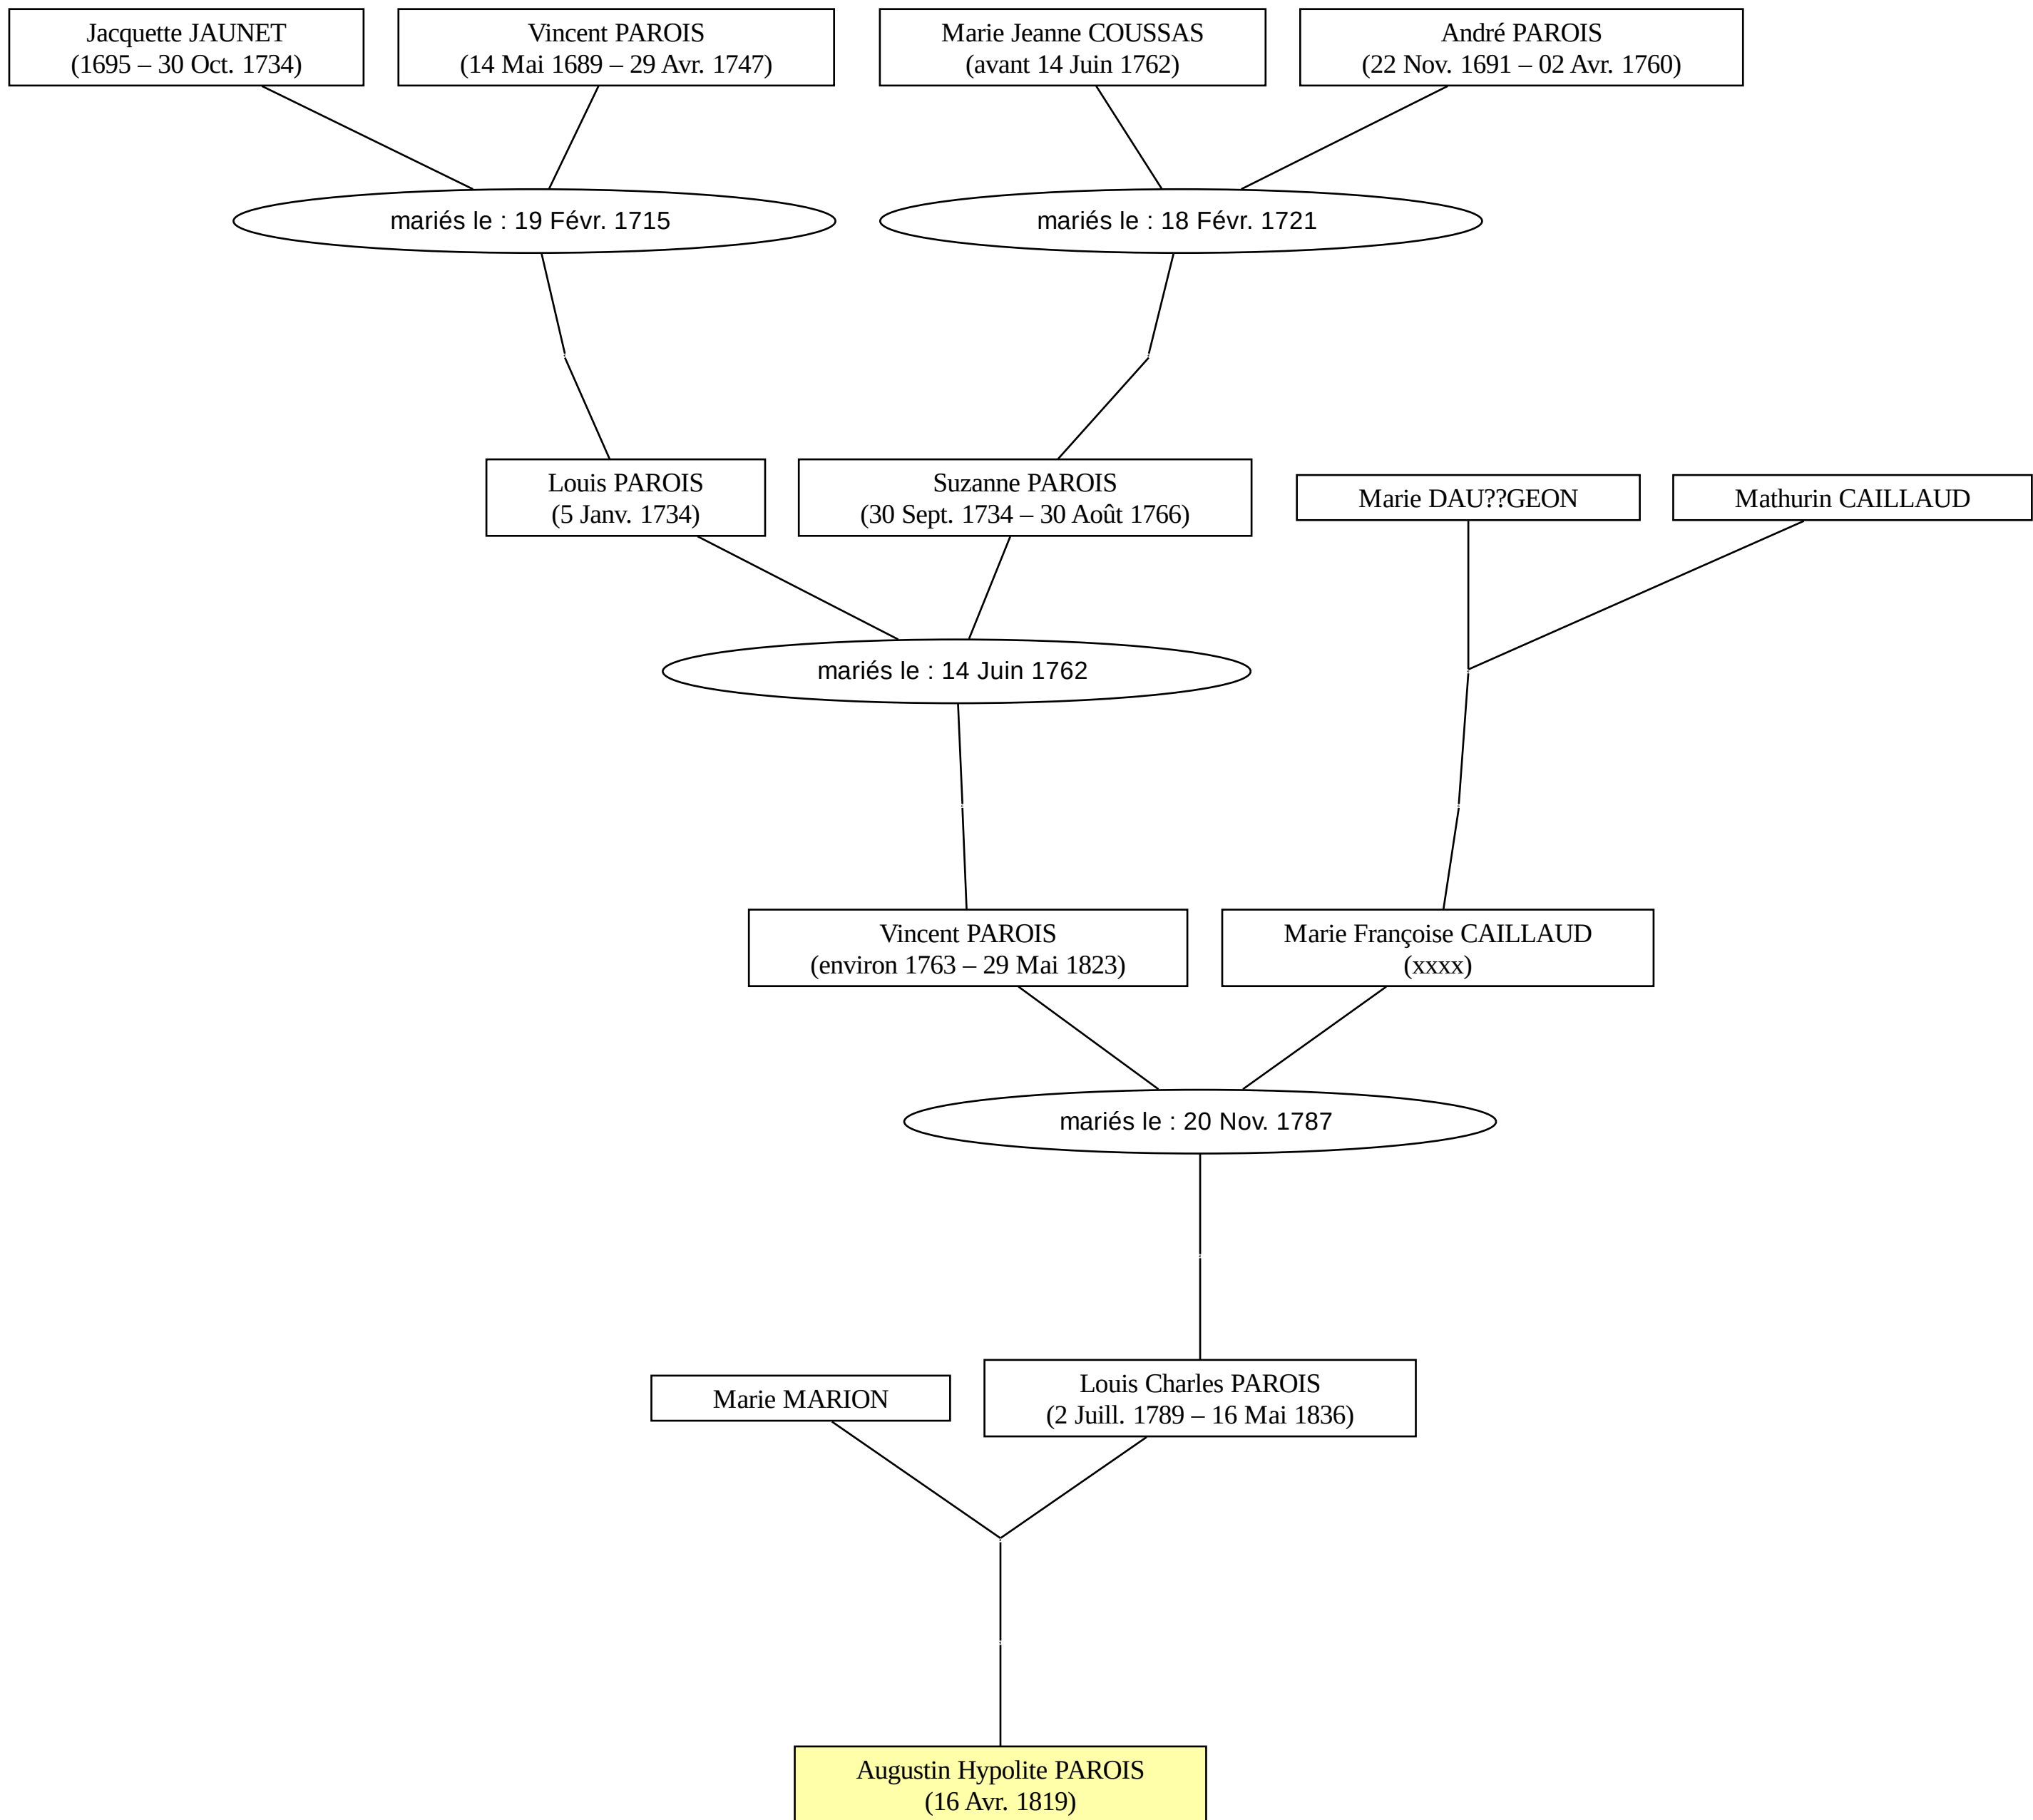 Jacquette JAUNET
(1695 – 30 Oct. 1734)
Vincent PAROIS
(14 Mai 1689 – 29 Avr. 1747)
Marie Jeanne COUSSAS
(avant 14 Juin 1762)
André PAROIS
(22 Nov. 1691 – 02 Avr. 1760)
mariés le : 19 Févr. 1715
mariés le : 18 Févr. 1721
Louis PAROIS
(5 Janv. 1734)
Suzanne PAROIS
(30 Sept. 1734 – 30 Août 1766)
Marie DAU??GEON
Mathurin CAILLAUD
mariés le : 14 Juin 1762
Vincent PAROIS
(environ 1763 – 29 Mai 1823)
Marie Françoise CAILLAUD
(xxxx)
mariés le : 20 Nov. 1787
Marie MARION
Louis Charles PAROIS
(2 Juill. 1789 – 16 Mai 1836)
Augustin Hypolite PAROIS
(16 Avr. 1819)